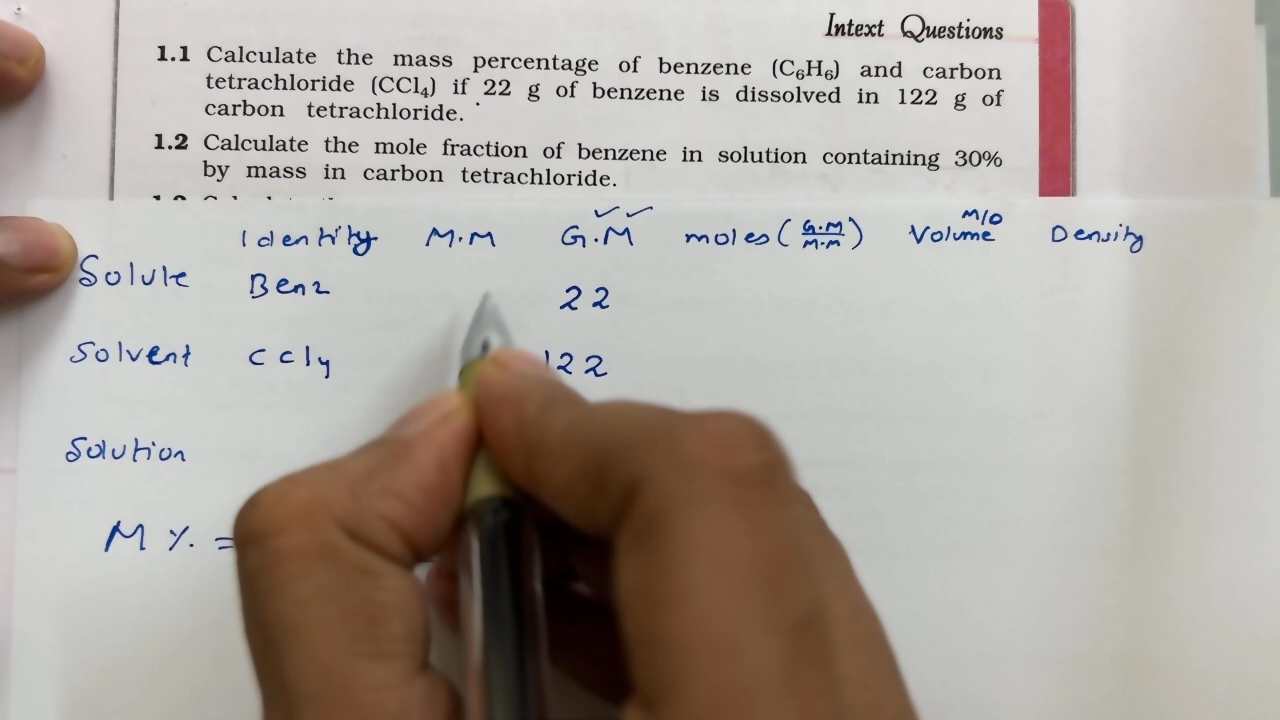 Intext Questions
1.1 Calculate the mass percentage of benzene (C₆H₆) and carbon
tetrachloride (CCl₄) if 22 g of benzene is dissolved in 122 g of
carbon tetrachloride.
1.2 Calculate the mole fraction of benzene in solution containing 30%
by mass in carbon tetrachloride.
Identity M.M G.M moles (G.M/M.M) Volume Density
Solute Benz 22
Solvent CCl4 122
Solution
M %. =